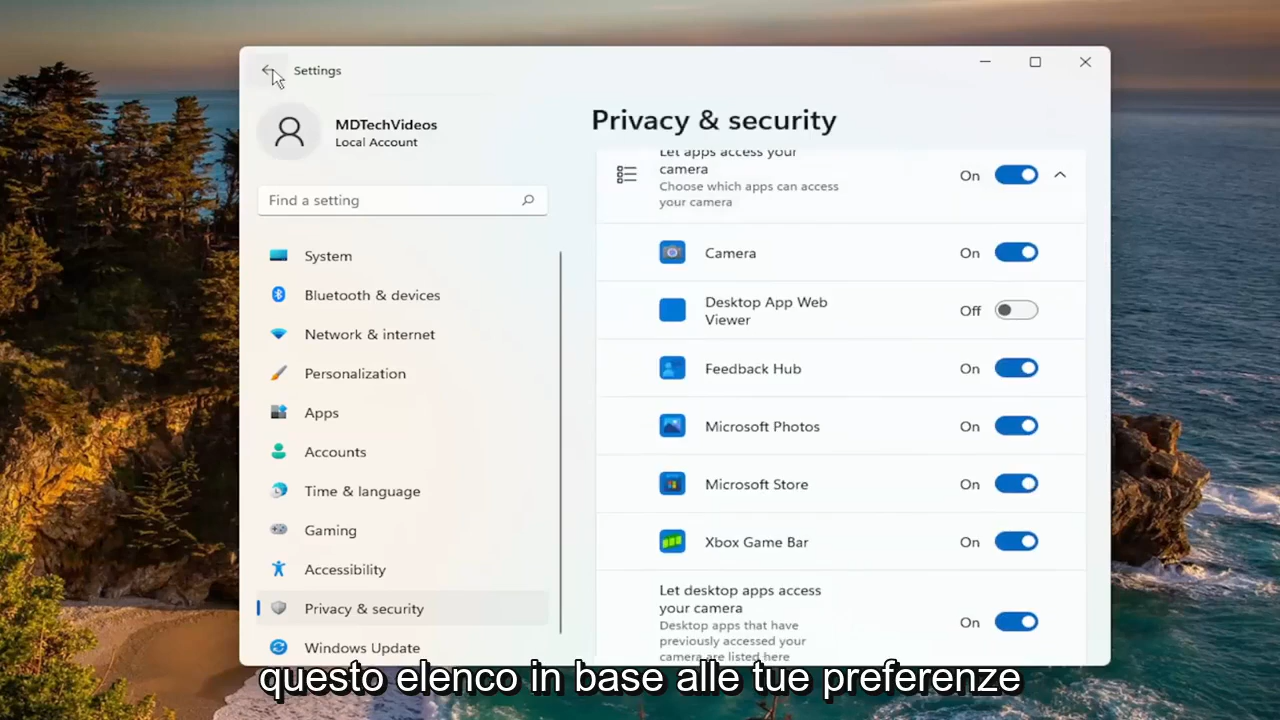 Settings
MDTechVideos
Local Account
Find a setting
System
Bluetooth & devices
Network & internet
Personalization
Apps
Accounts
Time & language
Gaming
Accessibility
Privacy & security
Windows Update
Privacy & security
Let apps access your
camera
Choose which apps can access
your camera
On
Camera
On
Desktop App Web
Viewer
Off
Feedback Hub
On
Microsoft Photos
On
Microsoft Store
On
Xbox Game Bar
On
Let desktop apps access
your camera
Desktop apps that have
previously accessed your
camera are listed here
On
questo elenco in base alle tue preferenze